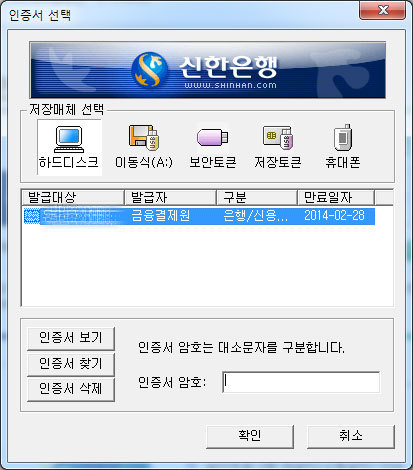 인증서 선택
신한은행
WWW.SHINHAN.COM
저장매체 선택
하드디스크 이동식(A:) 보안토큰 저장토큰 휴대폰
발급대상 발급자 구분 만료일자
금융결제원 은행/신용... 2014-02-28
인증서 보기
인증서 찾기
인증서 삭제
인증서 암호는 대소문자를 구분합니다.
인증서 암호:
확인 취소